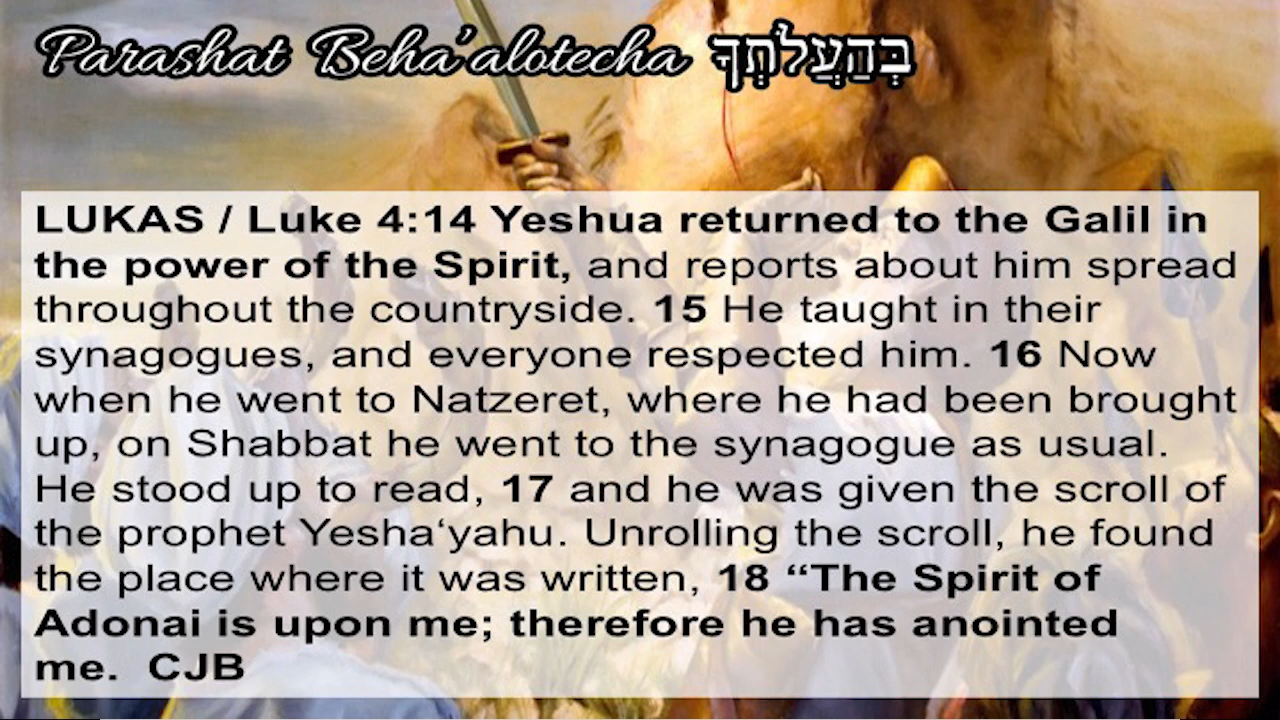 Parashat Beha'alotecha בְּהַעֲלֹתְךָ
LUKAS / Luke 4:14 Yeshua returned to the Galil in
the power of the Spirit, and reports about him spread
throughout the countryside. 15 He taught in their
synagogues, and everyone respected him. 16 Now
when he went to Natzeret, where he had been brought
up, on Shabbat he went to the synagogue as usual.
He stood up to read, 17 and he was given the scroll of
the prophet Yesha‘yahu. Unrolling the scroll, he found
the place where it was written, 18 “The Spirit of
Adonai is upon me; therefore he has anointed
me.  CJB